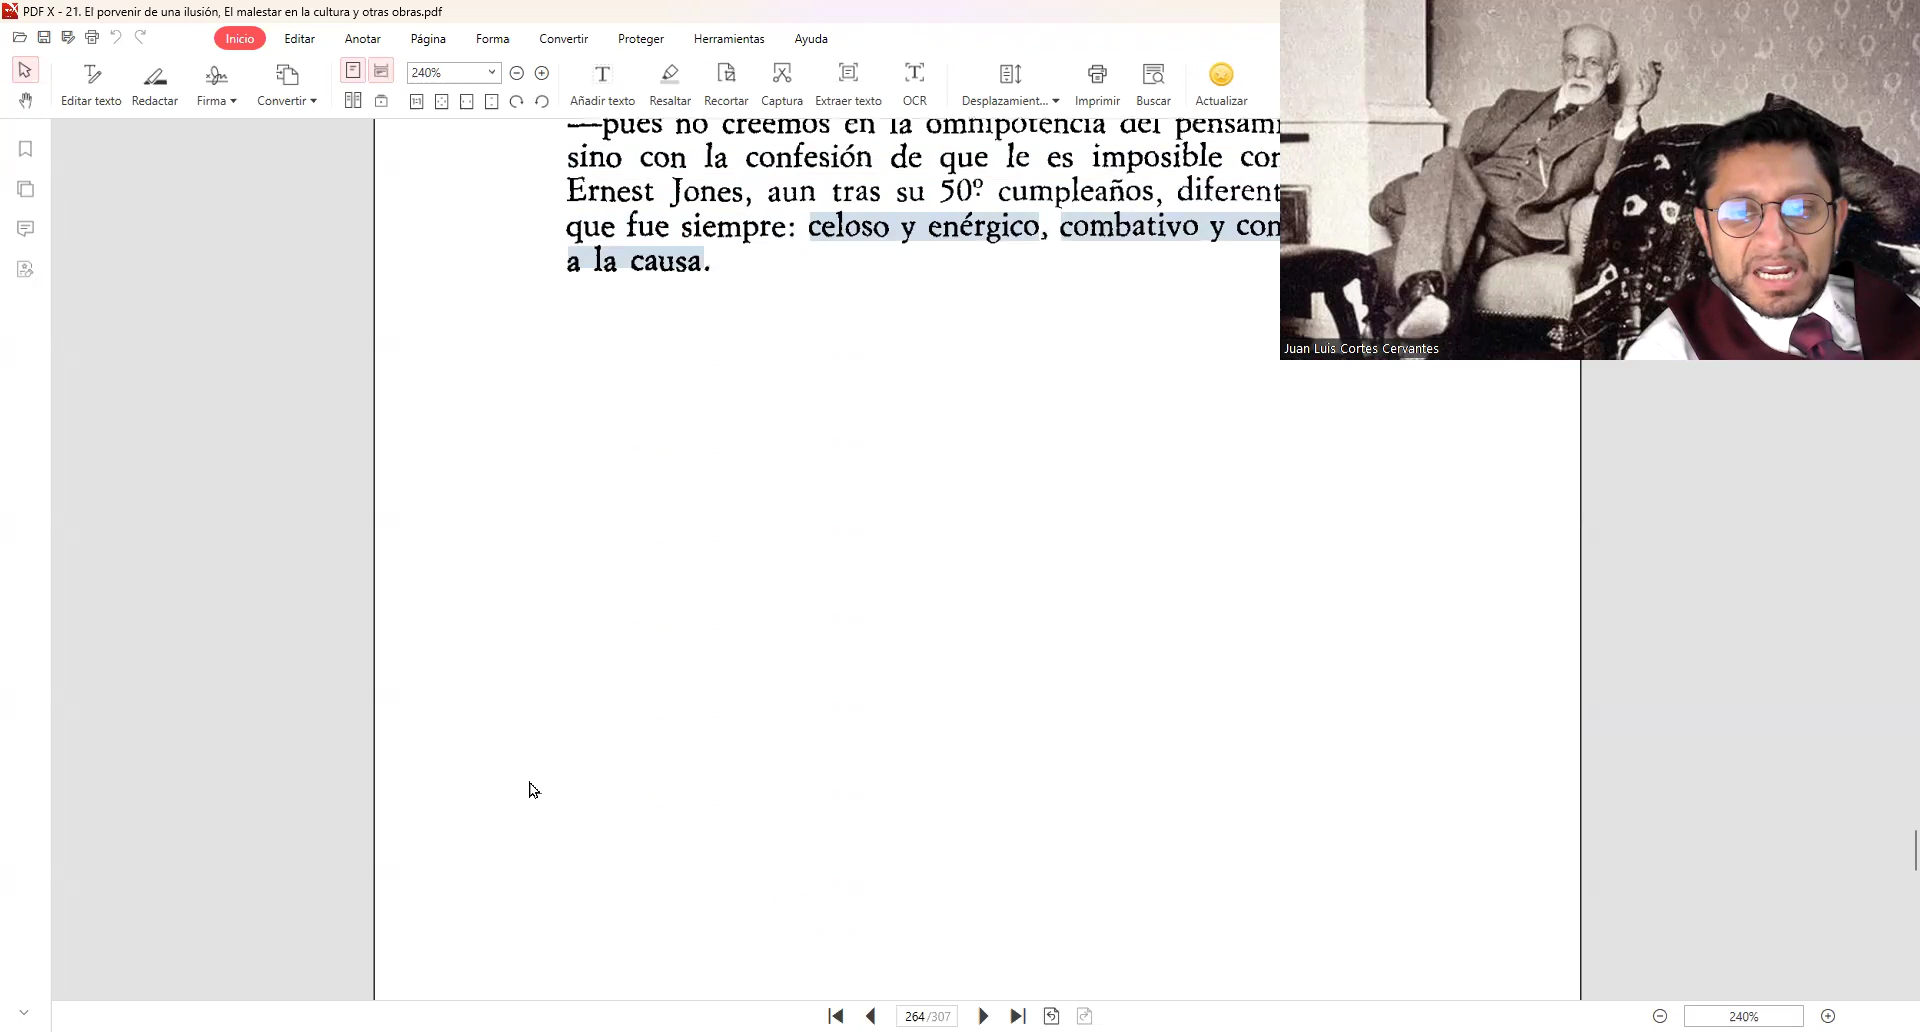 PDF X - 21. El porvenir de una ilusión, El malestar en la cultura y otras obras.pdf
Inicio Editar Anotar Página Forma Convertir Proteger Herramientas Ayuda
240%
Editar texto Redactar Firma Convertir Añadir texto Resaltar Recortar Captura Extraer texto OCR Desplazamient... Imprimir Buscar Actualizar
—pues no creemos en la omnipotencia del
sino con la confesión de que le es imposible
Ernest Jones, aun tras su 50º cumpleaños,
que fue siempre: celoso y enérgico, combativo y
a la causa.
Juan Luis Cortes Cervantes
264/307
240%